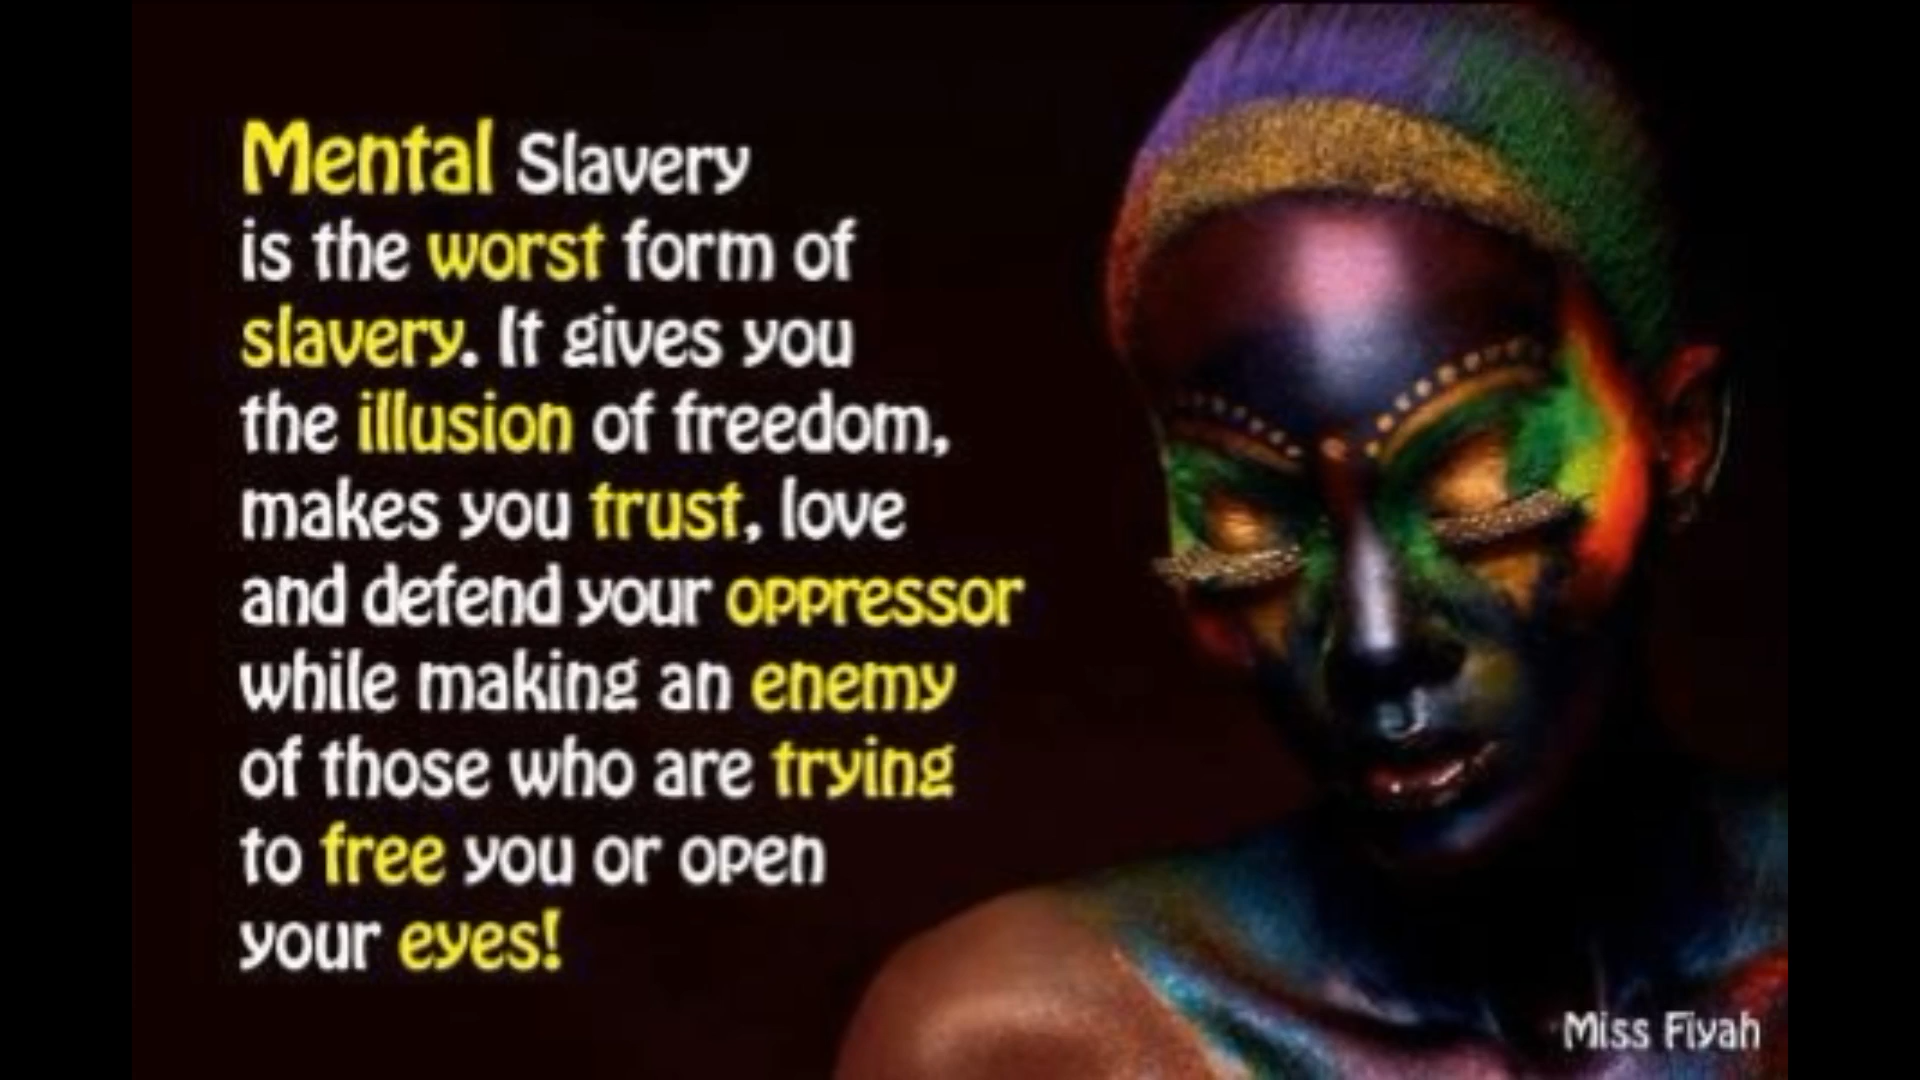 Mental Slavery
is the worst form of
slavery. It gives you
the illusion of freedom,
makes you trust, love
and defend your oppressor
while making an enemy
of those who are trying
to free you or open
your eyes!
Miss Fiyah